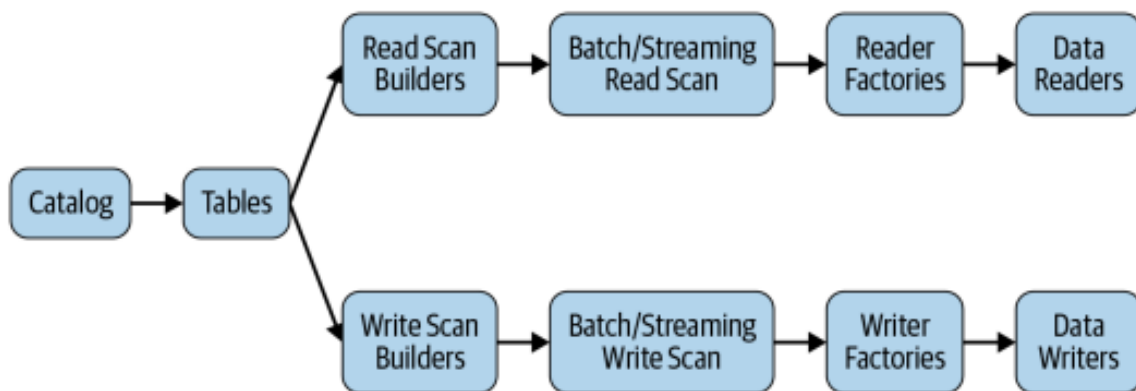 Read Scan
Builders
Batch/Streaming
Read Scan
Reader
Factories
Data
Readers
Catalog
Tables
Write Scan
Builders
Batch/Streaming
Write Scan
Writer
Factories
Data
Writers